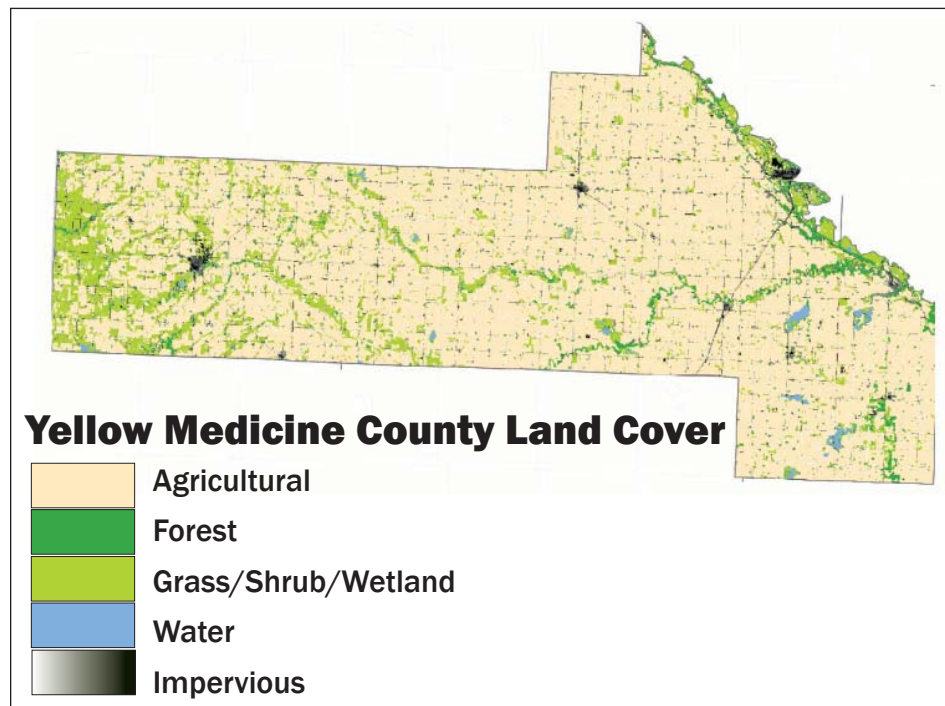 Yellow Medicine County Land Cover
Agricultural
Forest
Grass/Shrub/Wetland
Water
Impervious